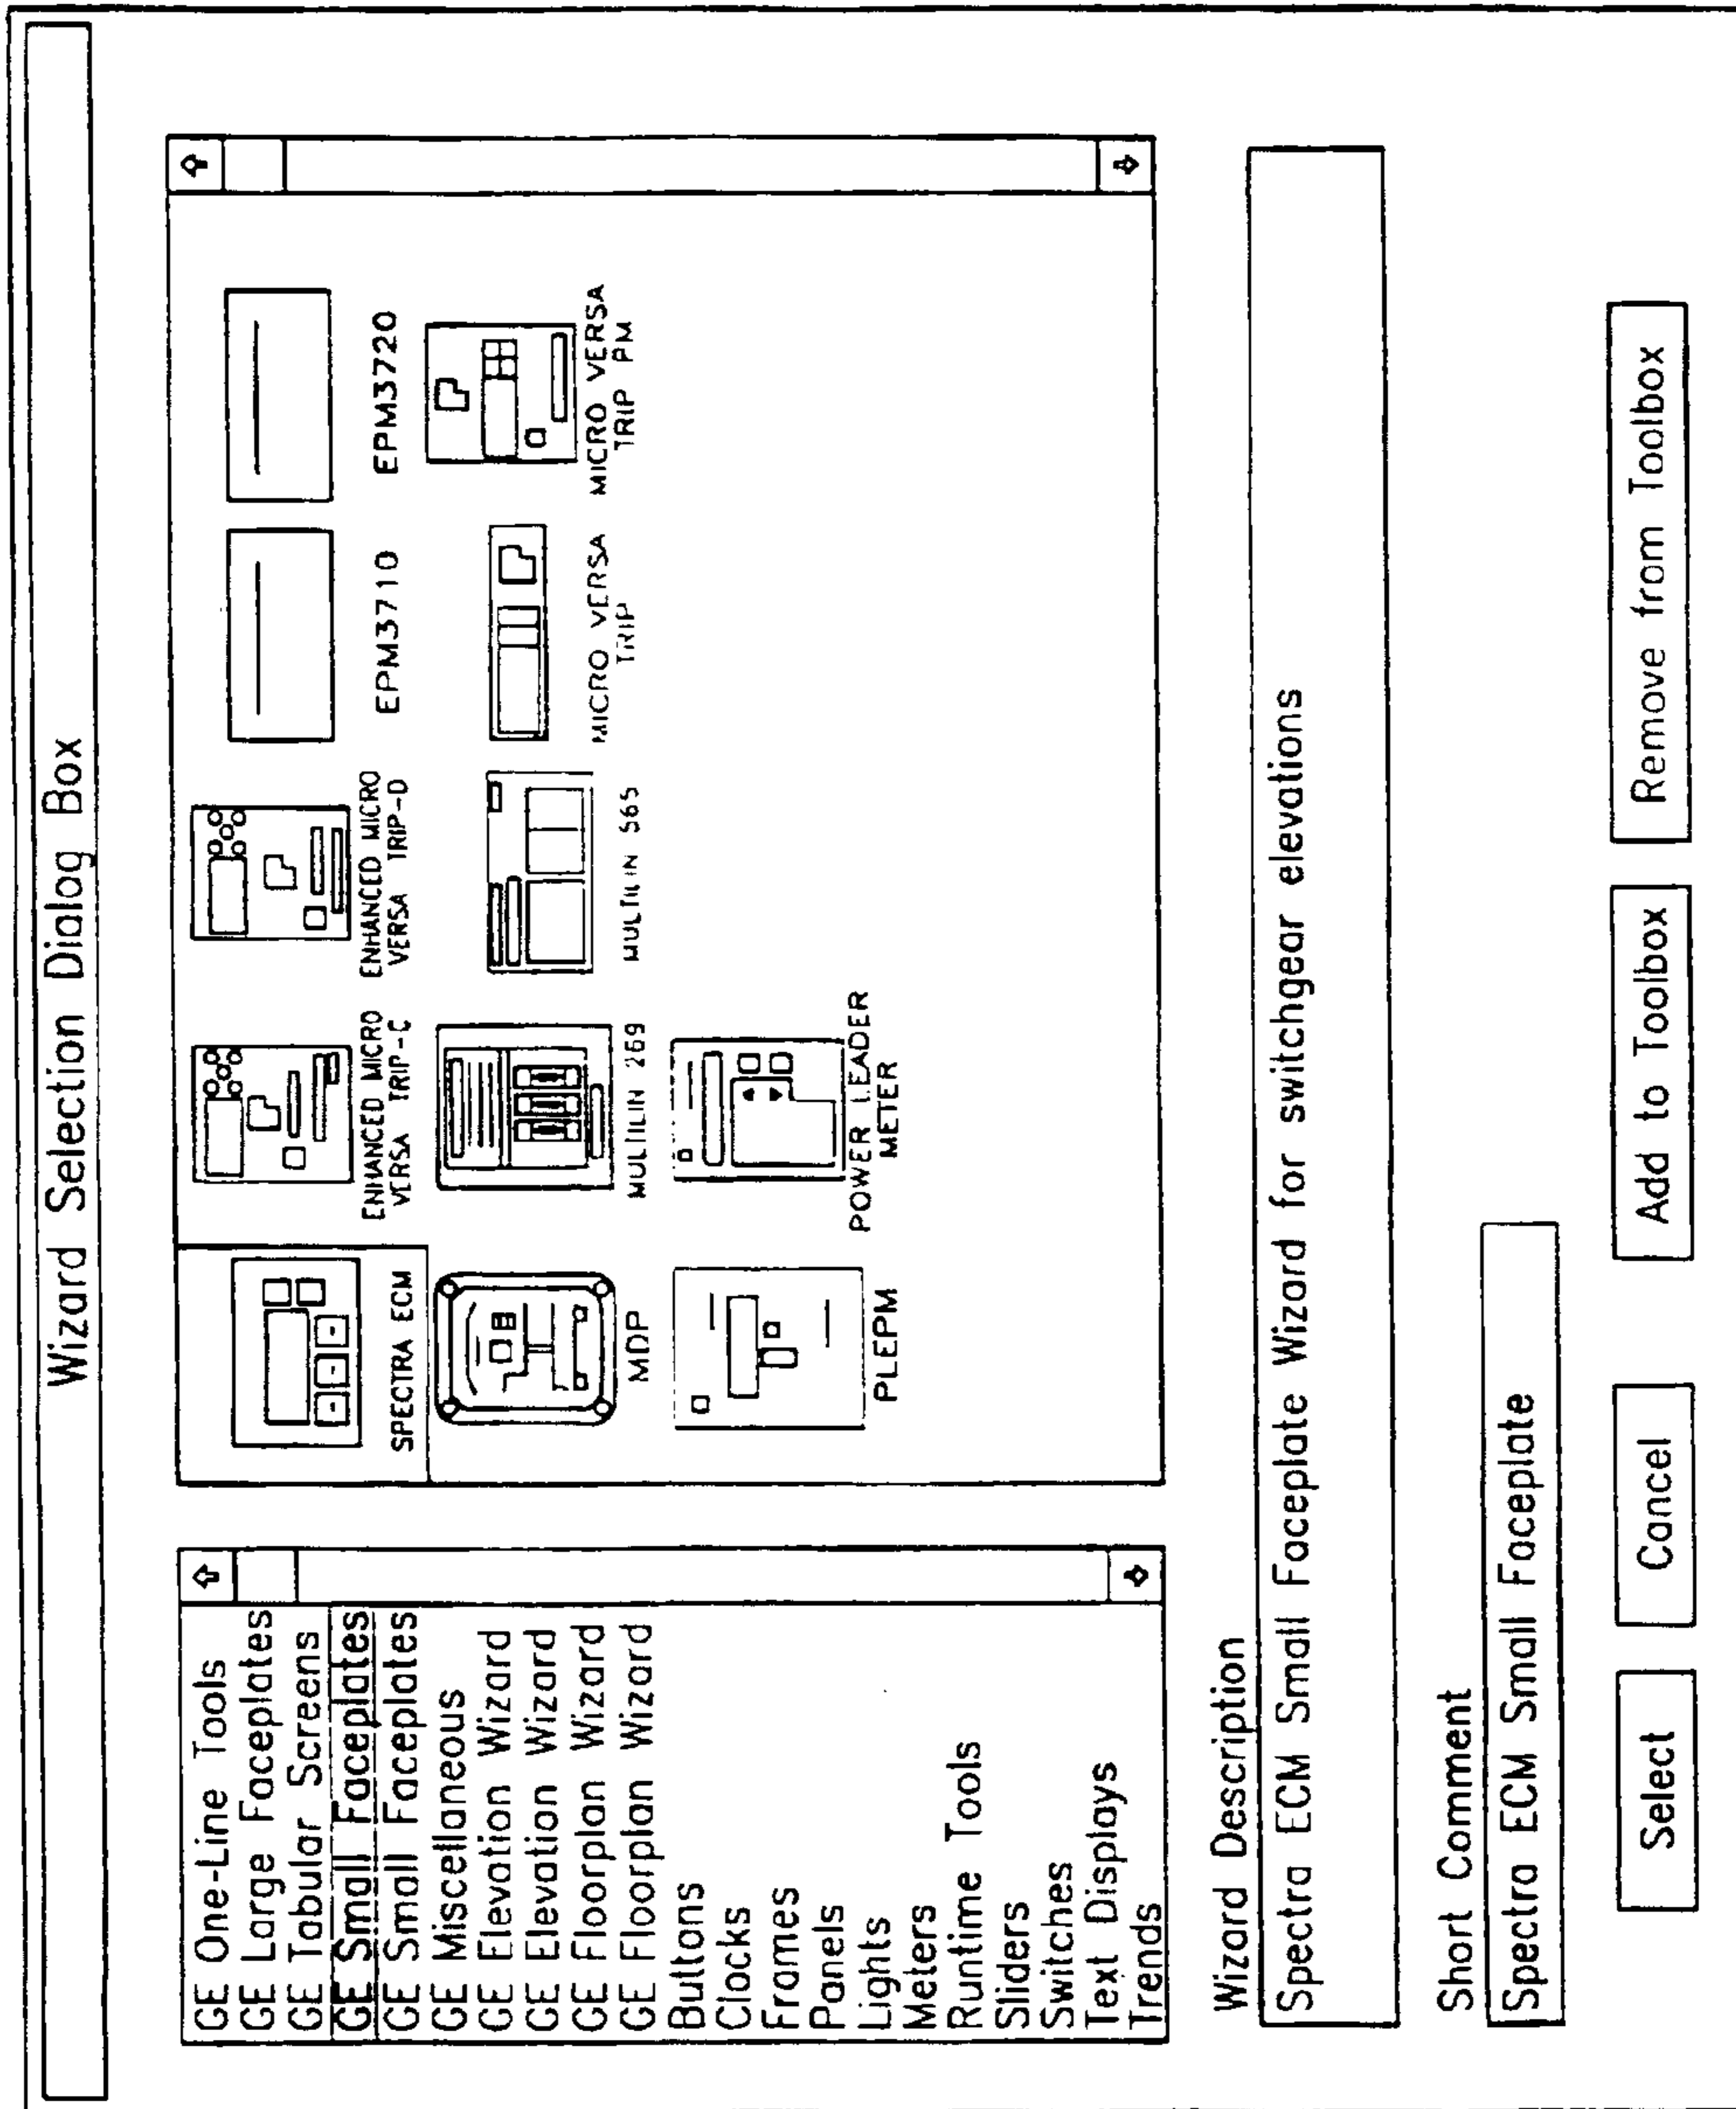 Wizard Selection Dialog Box
GE One-Line Tools
GE Large Faceplates
GE Tabular Screens
GE Small Faceplates
GE Small Faceplates
GE Miscellaneous
GE Elevation Wizard
GE Elevation Wizard
GE Floorplan Wizard
GE Floorplan Wizard
Buttons
Clocks
Frames
Panels
Lights
Meters
Runtime Tools
Sliders
Switches
Text Displays
Trends
SPECTRA ECM
ENHANCED MICRO
VERSA TRIP-C
ENHANCED MICRO
VERSA TRIP-D
EPM3710
EPM3720
MDP
MULTILIN 269
MULTILIN 565
MICRO VERSA
TRIP
MICRO VERSA
TRIP PM
PLEPM
POWER LEADER
METER
Wizard Description
Spectra ECM Small Faceplate Wizard for switchgear elevations
Short Comment
Spectra ECM Small Faceplate
Select
Cancel
Add to Toolbox
Remove from Toolbox